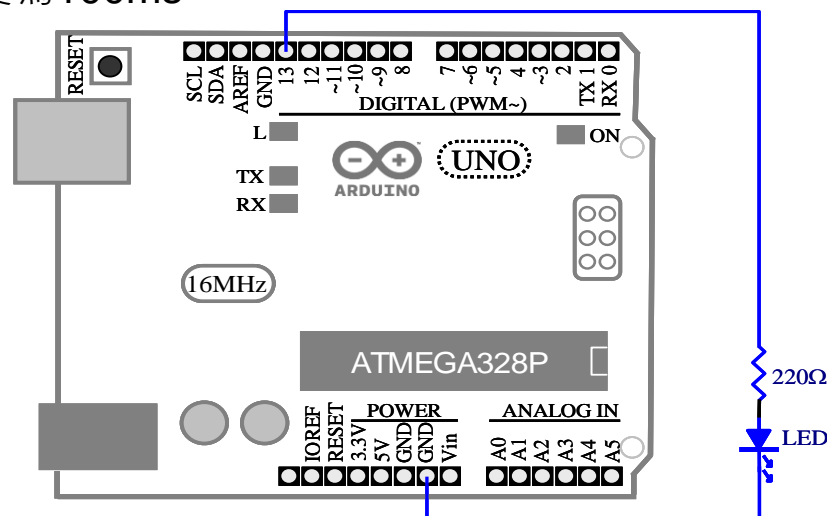 100ms
RESET
SCL
SDA
AREF
GND
13
12
~11
~10
~9
8
7
~6
~5
4
~3
2
TX 1
RX 0
DIGITAL (PWM~)
L
TX
RX
ARDUINO
UNO
ON
16MHz
ATMEGA328P
220Ω
LED
POWER
ANALOG IN
IOREF
RESET
3.3V
5V
GND
GND
Vin
A0
A1
A2
A3
A4
A5